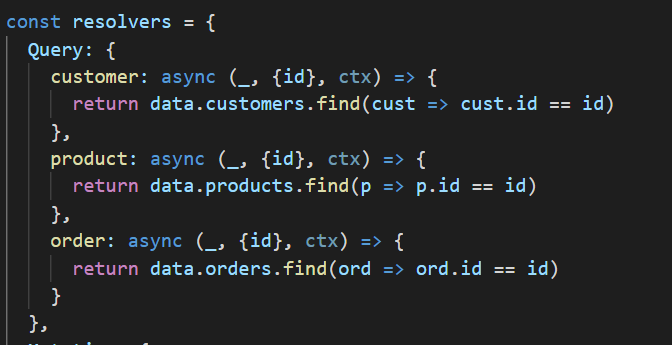 const resolvers = {
  Query: {
    customer: async (_, {id}, ctx) => {
      return data.customers.find(cust => cust.id == id)
    },
    product: async (_, {id}, ctx) => {
      return data.products.find(p => p.id == id)
    },
    order: async (_, {id}, ctx) => {
      return data.orders.find(ord => ord.id == id)
    }
  },